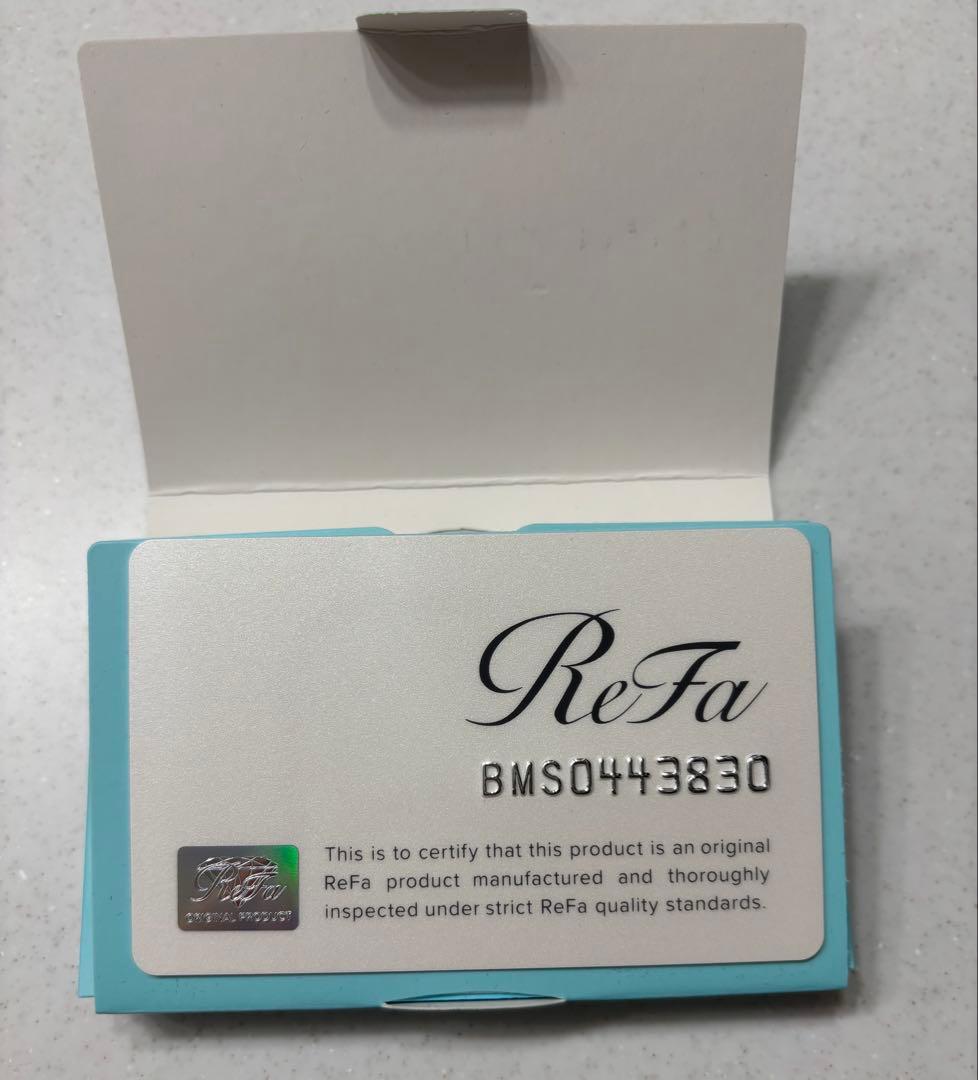 ReFa
BMS0443830
This is to certify that this product is an original
ReFa product manufactured and thoroughly
inspected under strict ReFa quality standards.
ReFa
ORIGINAL PRODUCT